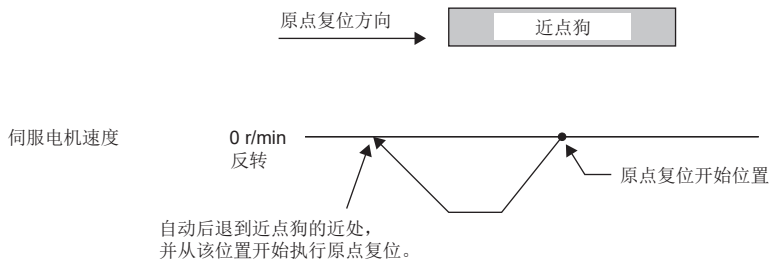 原点复位方向
近点狗
伺服电机速度
0 r/min
反转
原点复位开始位置
自动后退到近点狗的近处，
并从该位置开始执行原点复位。